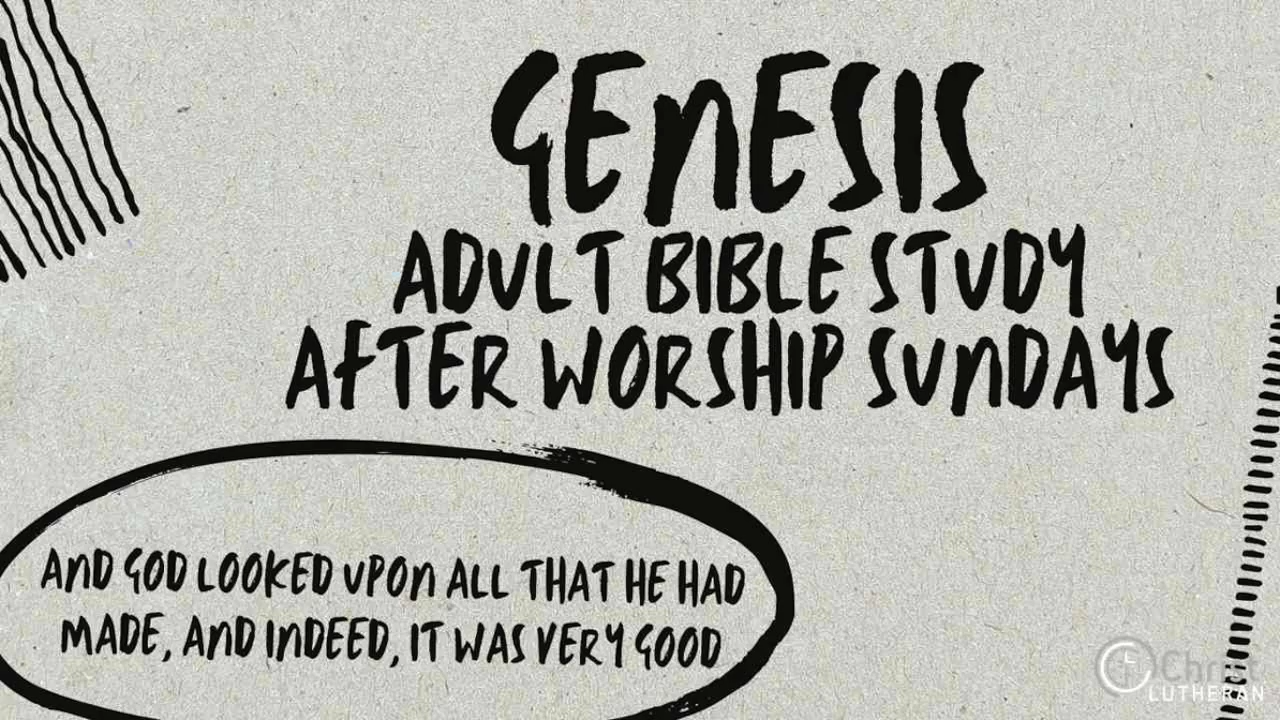 GENESIS
ADULT BIBLE STUDY
AFTER WORSHIP SUNDAYS
AND GOD LOOKED UPON ALL THAT HE HAD
MADE, AND INDEED, IT WAS VERY GOOD
Christ
LUTHERAN